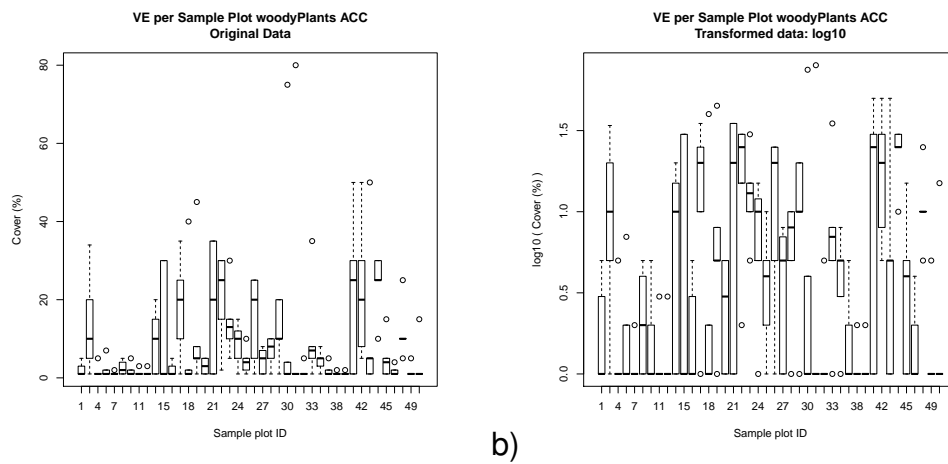 VE per Sample Plot woodyPlants ACC
Original Data
80
60
40
20
0
Cover (%)
1 4 7 11 15 18 21 24 27 30 33 38 42 45 49
Sample plot ID
b)
VE per Sample Plot woodyPlants ACC
Transformed data: log10
1.5
1.0
0.5
0.0
log10 ( Cover (%) )
1 4 7 11 15 18 21 24 27 30 33 38 42 45 49
Sample plot ID